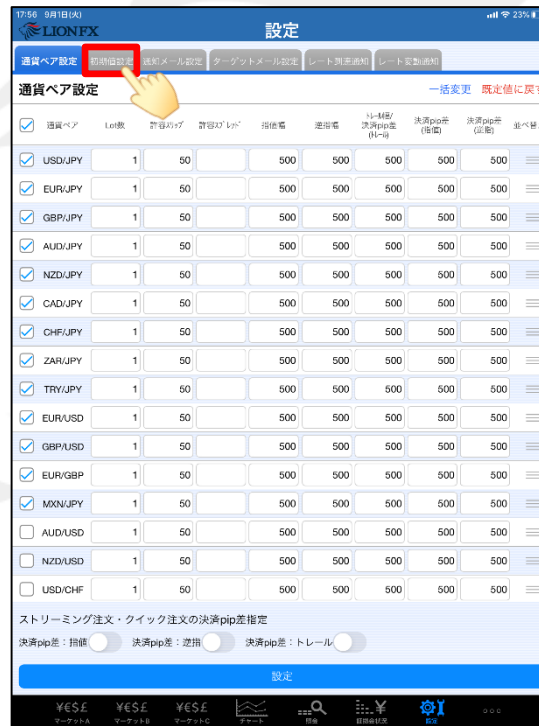 17:56 9月1日(火) 23%
LION FX 設定
通貨ペア設定 初期値設定 通知メール設定 ターゲットメール設定 レート到達通知 レート変動通知
通貨ペア設定 一括変更 既定値に戻す
通貨ペア Lot数 許容スリップ 許容スプレッド 指値幅 逆指幅 トレール幅/決済pip差(トレール) 決済pip差(指値) 決済pip差(逆指) 並べ替
USD/JPY 1 50 500 500 500 500 500
EUR/JPY 1 50 500 500 500 500 500
GBP/JPY 1 50 500 500 500 500 500
AUD/JPY 1 50 500 500 500 500 500
NZD/JPY 1 50 500 500 500 500 500
CAD/JPY 1 50 500 500 500 500 500
CHF/JPY 1 50 500 500 500 500 500
ZAR/JPY 1 50 500 500 500 500 500
TRY/JPY 1 50 500 500 500 500 500
EUR/USD 1 50 500 500 500 500 500
GBP/USD 1 50 500 500 500 500 500
EUR/GBP 1 50 500 500 500 500 500
MXN/JPY 1 50 500 500 500 500 500
AUD/USD 1 50 500 500 500 500 500
NZD/USD 1 50 500 500 500 500 500
USD/CHF 1 50 500 500 500 500 500
ストリーミング注文・クイック注文の決済pip差指定
決済pip差：指値 決済pip差：逆指 決済pip差：トレール
設定
¥€$£ ¥€$£ ¥€$£ ¥
マーケットA マーケットB マーケットC チャート 照会 証拠金状況 設定